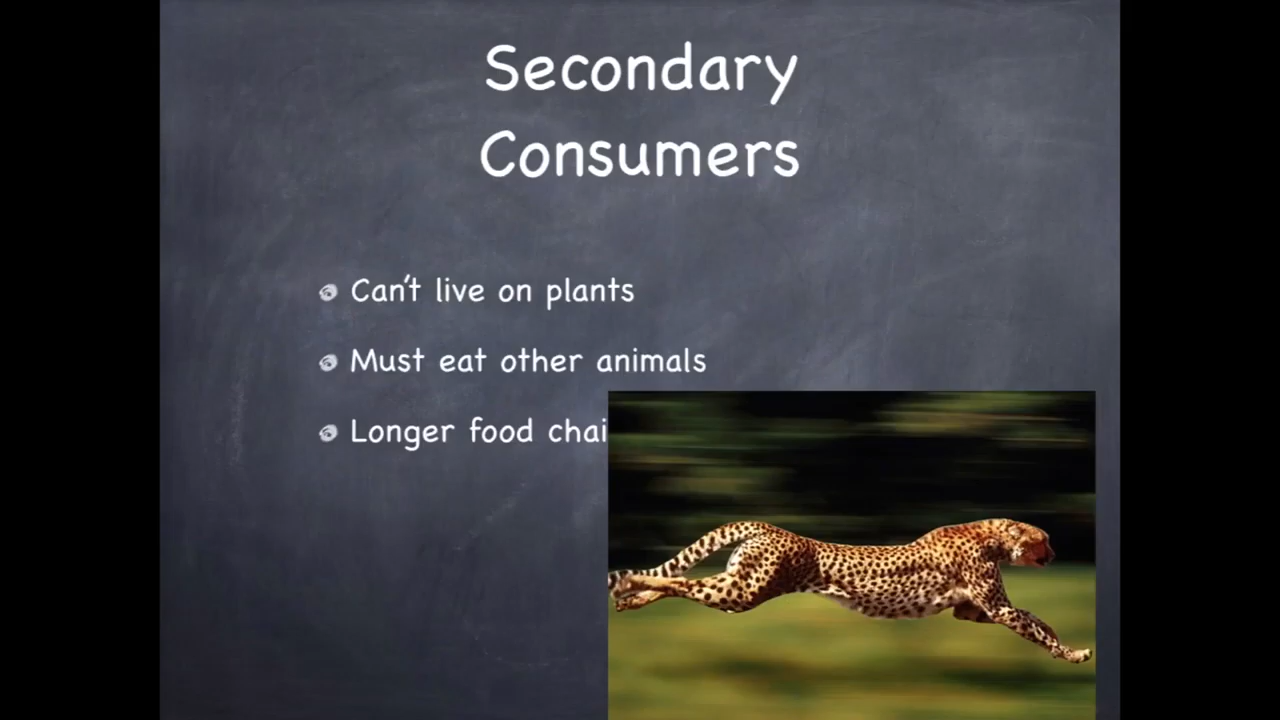 Secondary
Consumers
Can't live on plants
Must eat other animals
Longer food chai